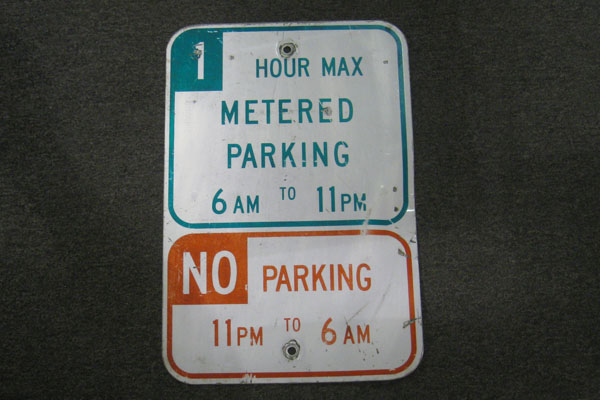 1 HOUR MAX
METERED
PARKING
6 AM TO 11 PM
NO PARKING
11 PM TO 6 AM